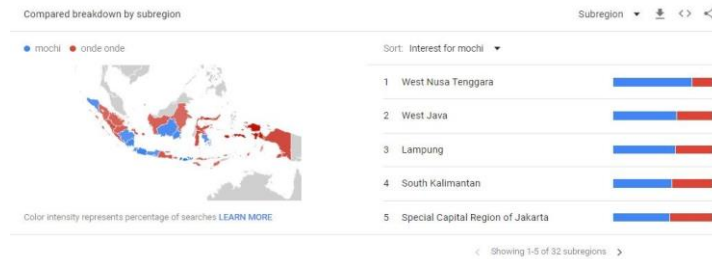 Compared breakdown by subregion
Subregion
mochi onde onde
Sort: Interest for mochi
1 West Nusa Tenggara
2 West Java
3 Lampung
4 South Kalimantan
5 Special Capital Region of Jakarta
Color intensity represents percentage of searches LEARN MORE
Showing 1-5 of 32 subregions